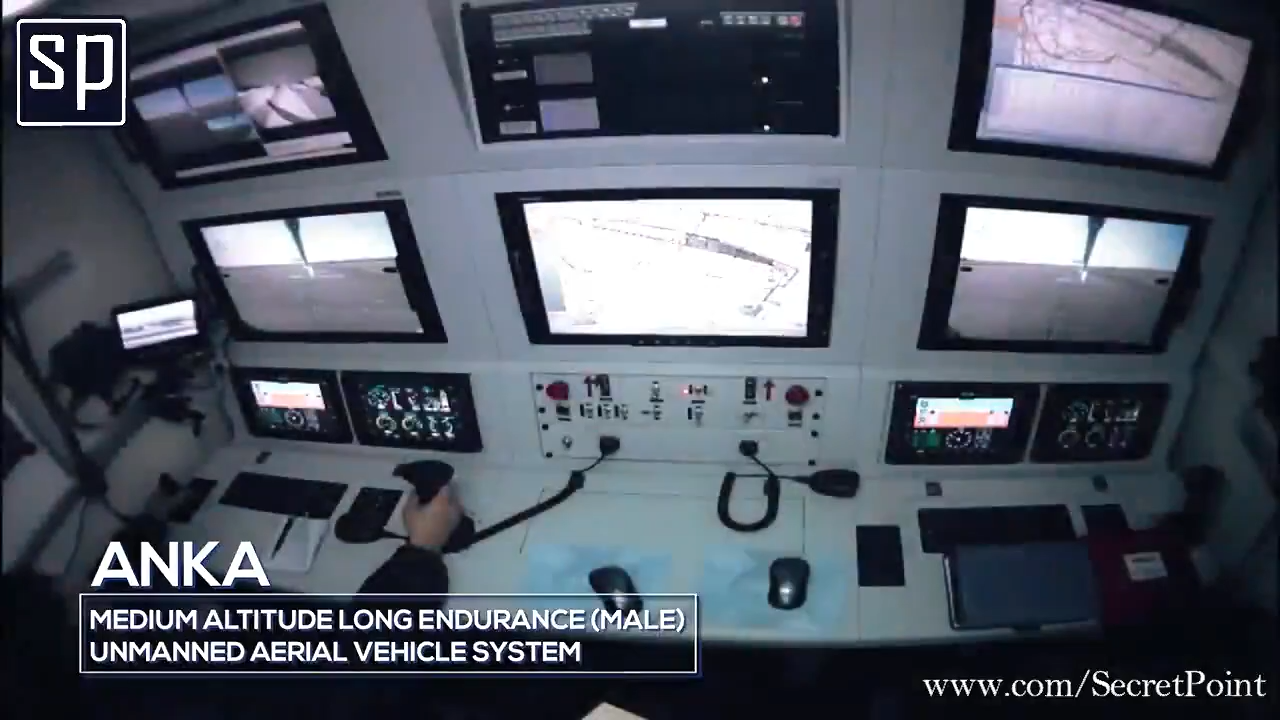 sp
ANKA
MEDIUM ALTITUDE LONG ENDURANCE (MALE)
UNMANNED AERIAL VEHICLE SYSTEM
www.com/SecretPoint